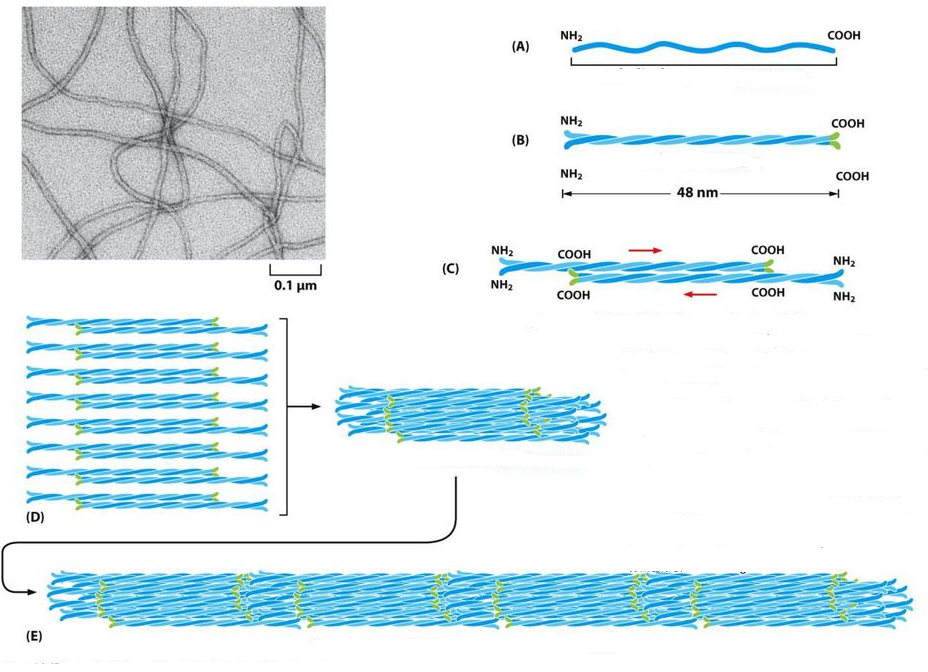 0.1 µm
(A)
NH2
COOH
(B)
NH2
COOH
NH2
COOH
48 nm
(C)
NH2
COOH
COOH
NH2
NH2
COOH
COOH
NH2
(D)
(E)